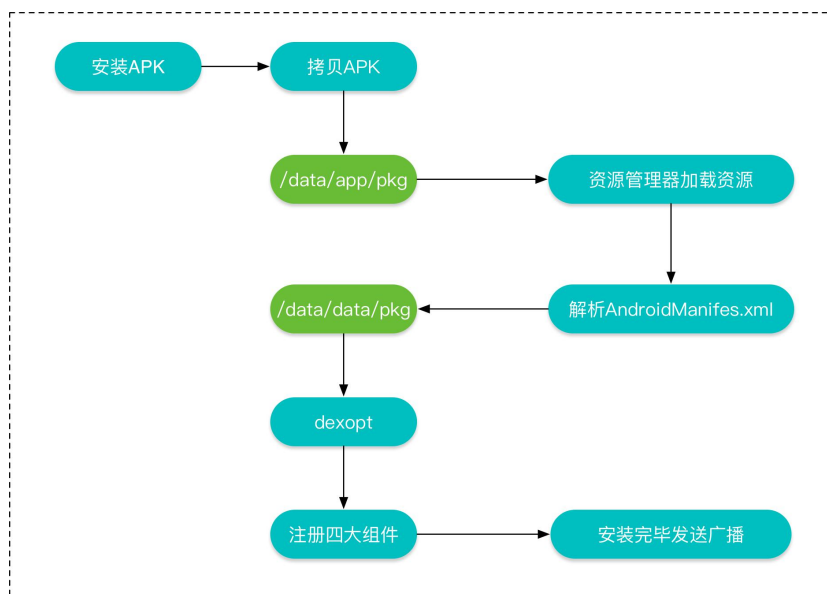 安装APK
拷贝APK
/data/app/pkg
资源管理器加载资源
/data/data/pkg
解析AndroidManifes.xml
dexopt
注册四大组件
安装完毕发送广播